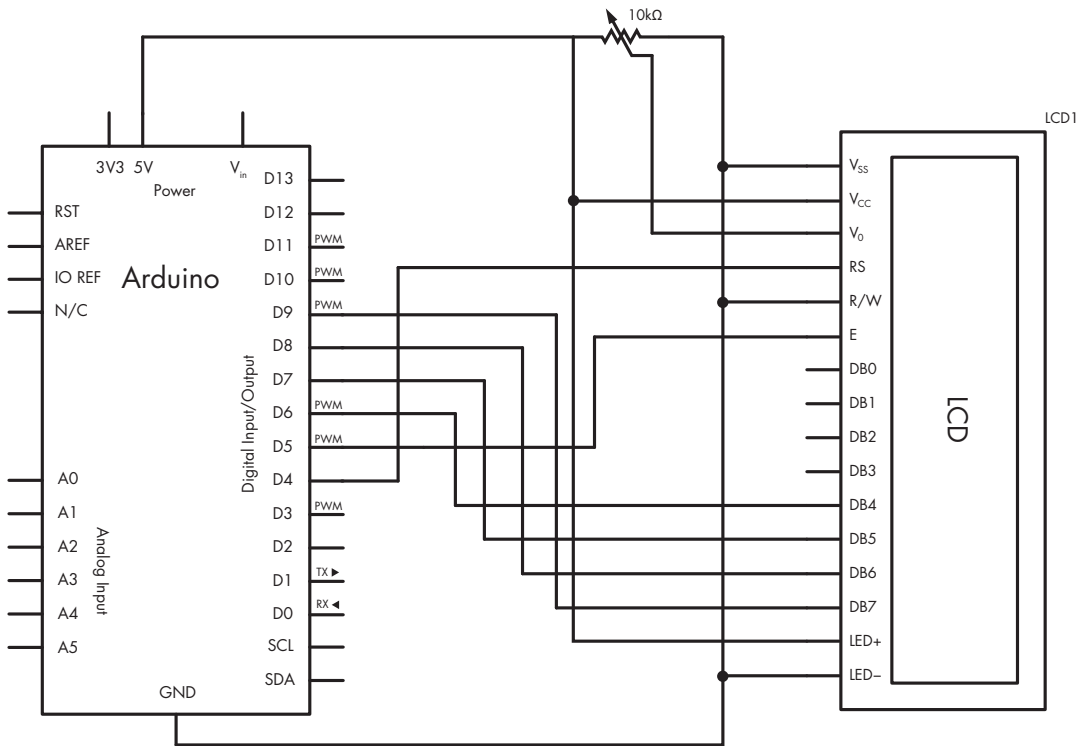 10kΩ
LCD1
3V3 5V Vin
Power
RST
AREF
IO REF
N/C
Arduino
A0
A1
A2
A3
A4
A5
Analog Input
D13
D12
D11 PWM
D10 PWM
D9 PWM
D8
D7
D6 PWM
D5 PWM
D4
D3 PWM
D2
D1 TX ▶
D0 RX ◀
SCL
SDA
Digital Input/Output
GND
VSS
VCC
V0
RS
R/W
E
DB0
DB1
DB2
DB3
DB4
DB5
DB6
DB7
LED+
LED–
LCD